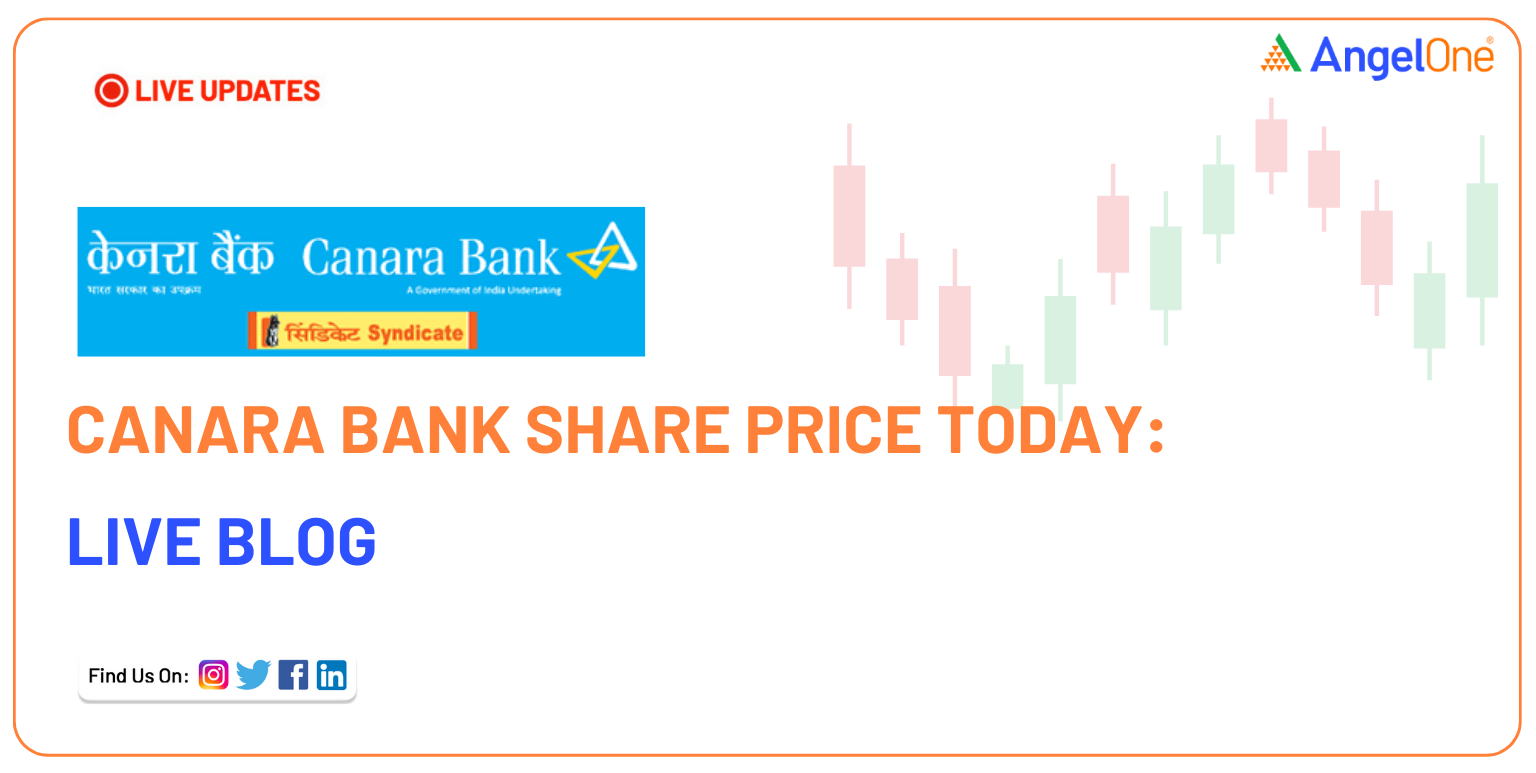 AngelOne®
LIVE UPDATES
केनरा बैंक Canara Bank
भारत सरकार का उपक्रम A Government of India Undertaking
सिंडिकेट Syndicate
CANARA BANK SHARE PRICE TODAY:
LIVE BLOG
Find Us On: